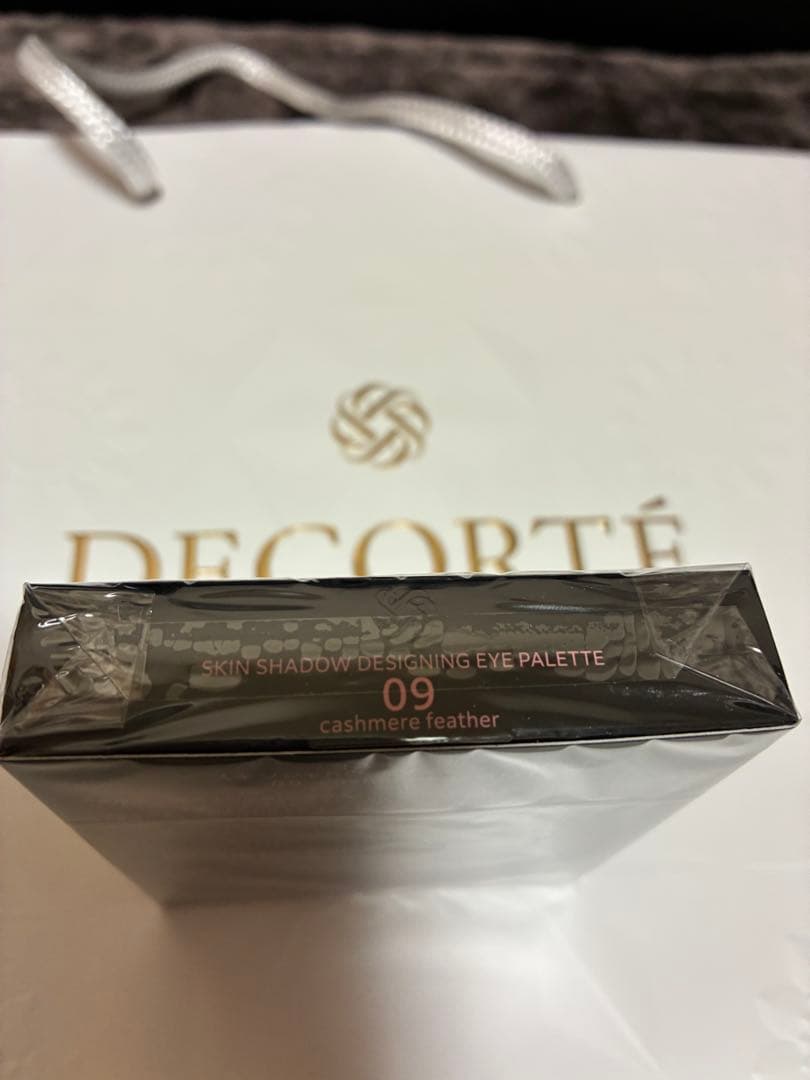 DECORTÉ
SKIN SHADOW DESIGNING EYE PALETTE
09
cashmere feather